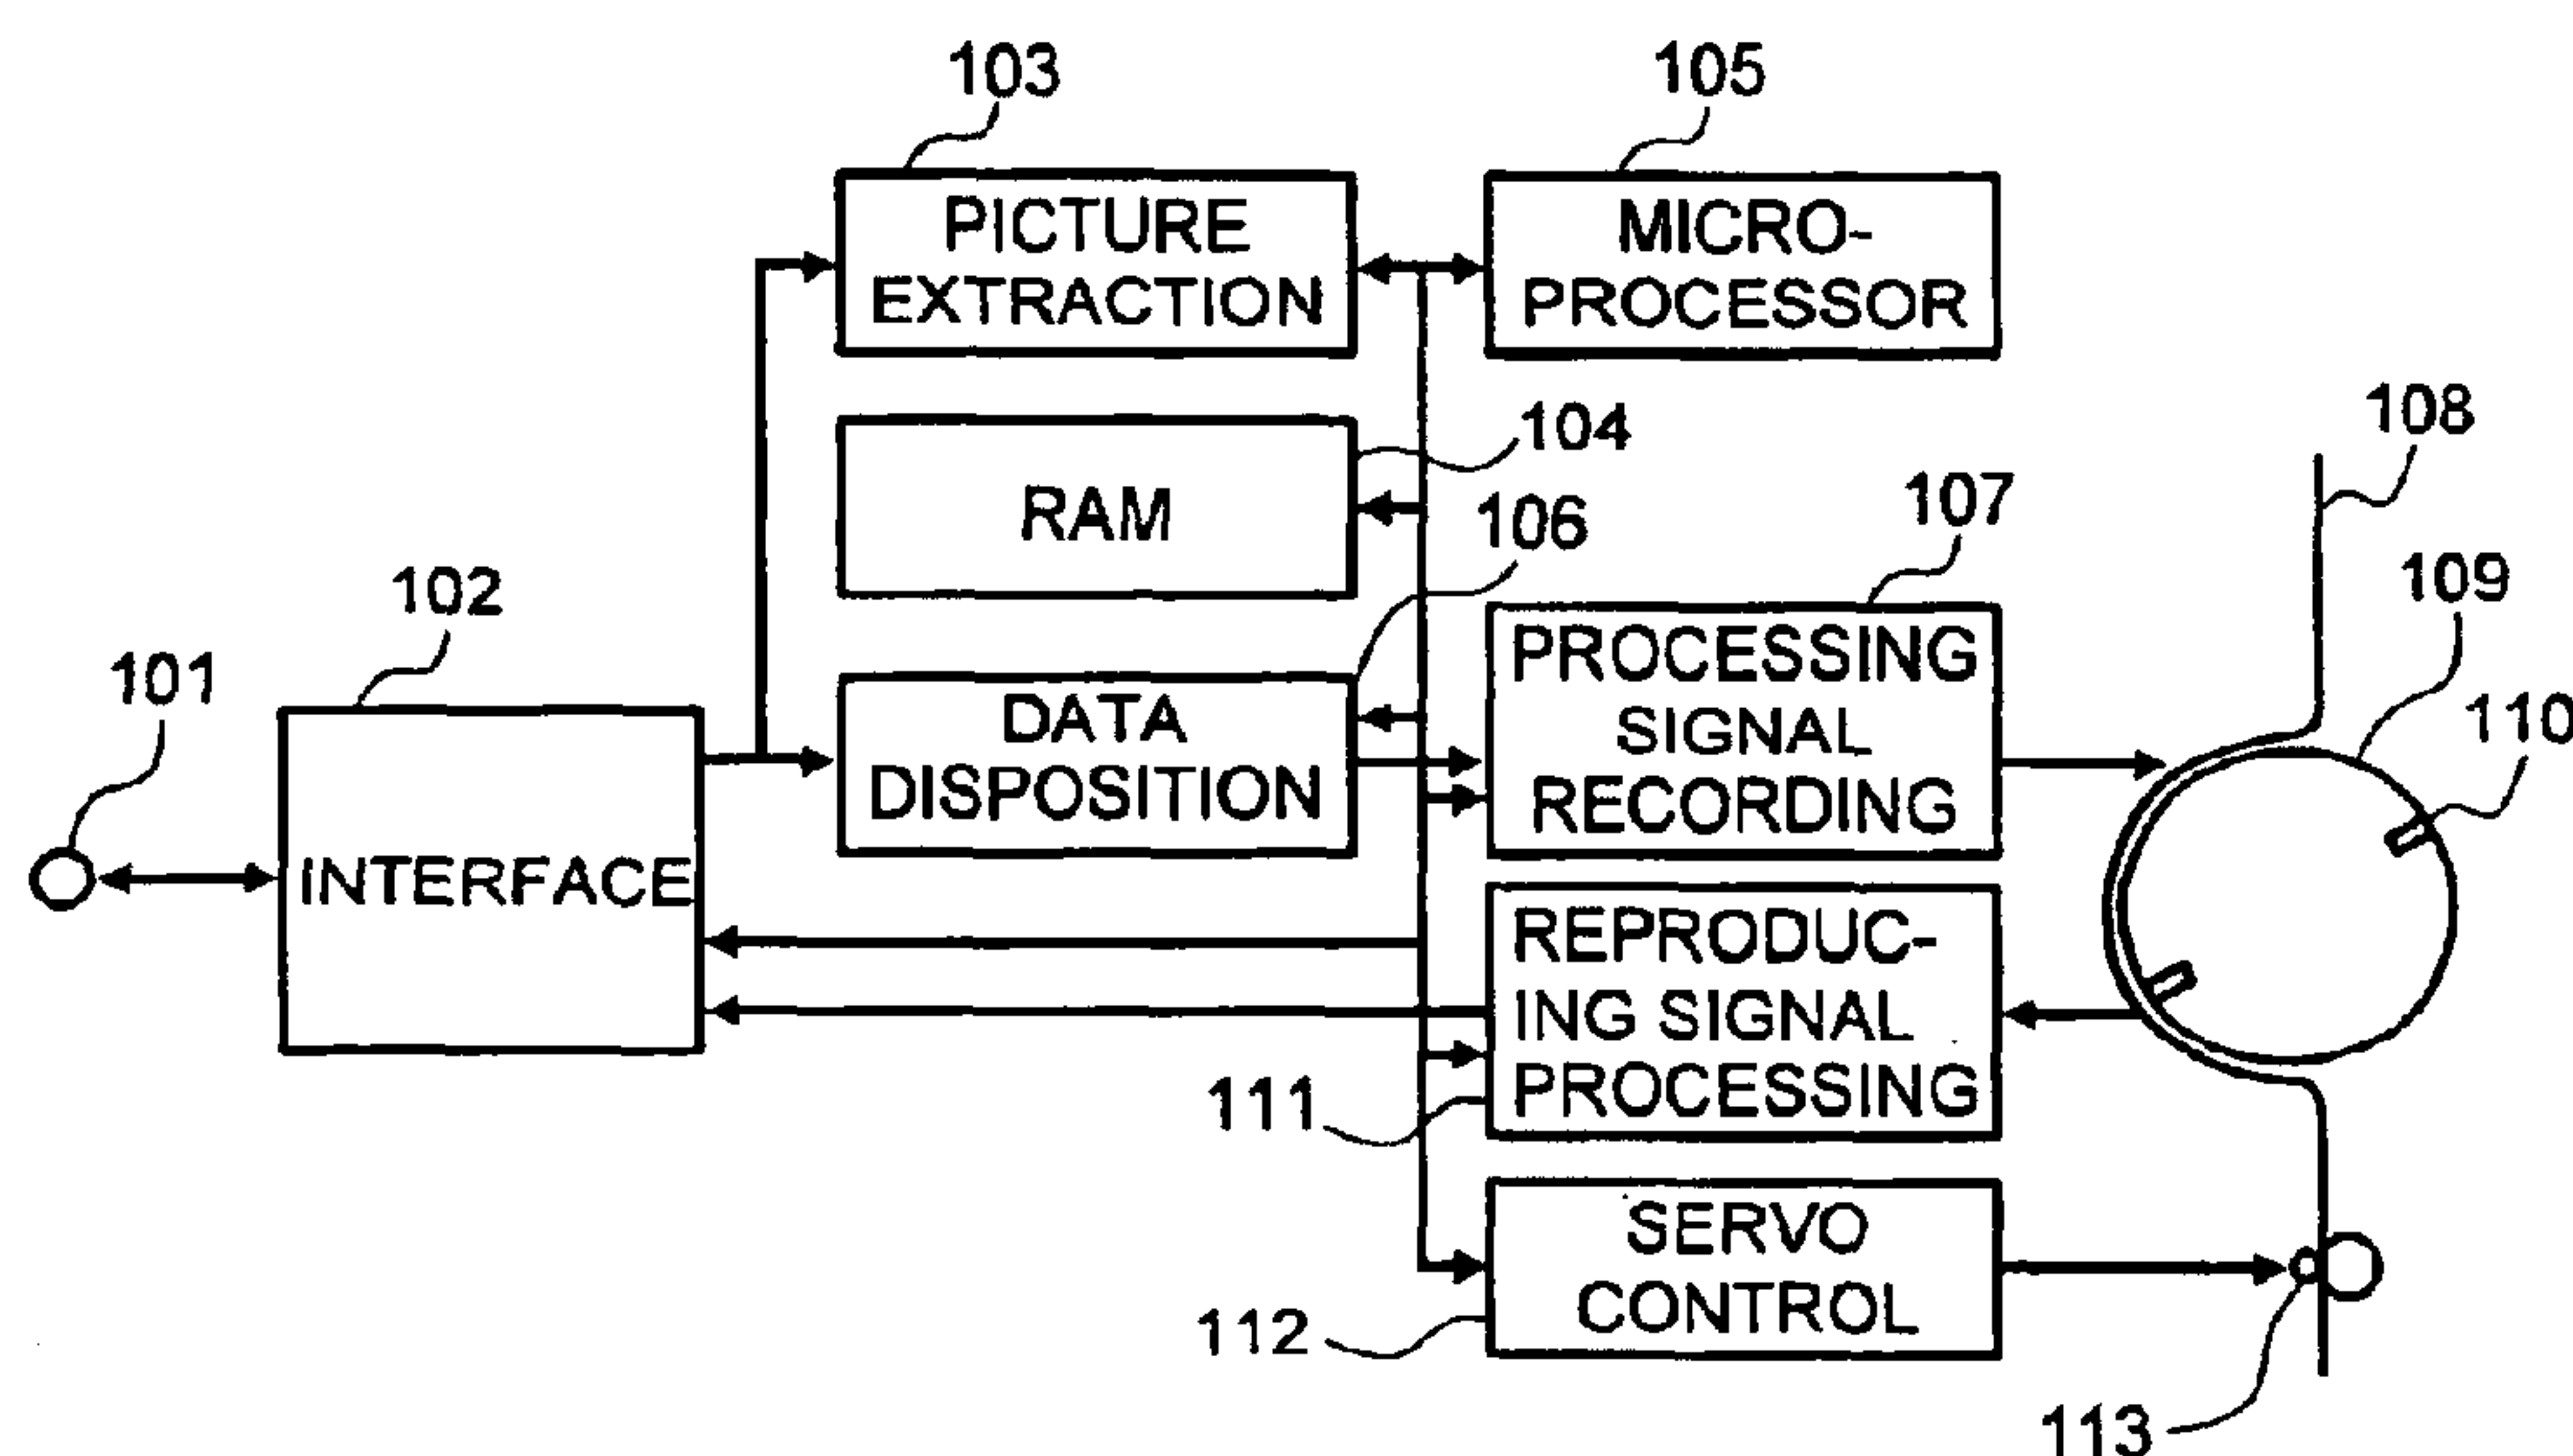 103
105
PICTURE
EXTRACTION
MICRO-
PROCESSOR
104
RAM
108
106
107
102
109
101
110
DATA
DISPOSITION
PROCESSING
SIGNAL
RECORDING
INTERFACE
REPRODUC-
ING SIGNAL
PROCESSING
111
SERVO
CONTROL
112
113